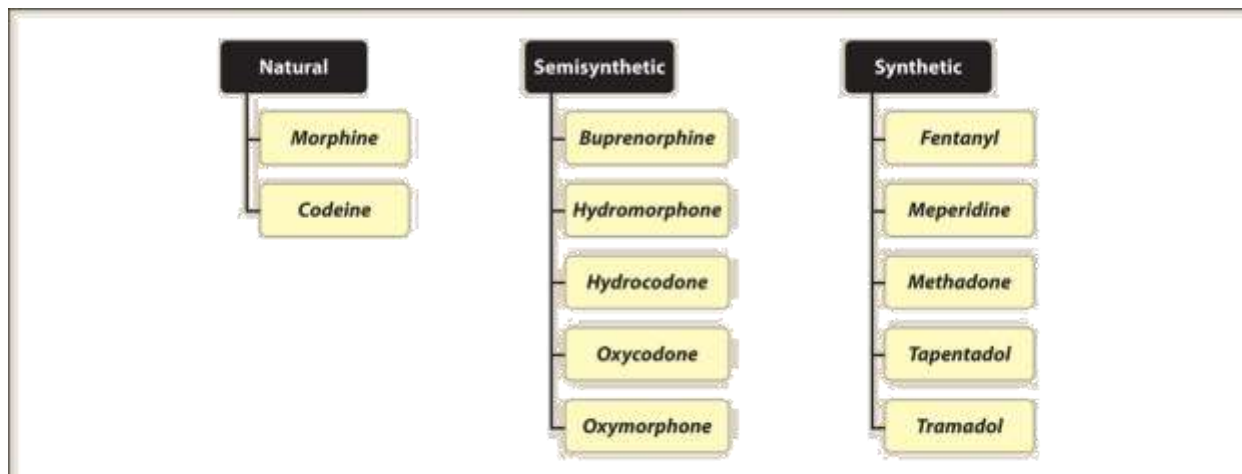 Natural
Morphine
Codeine
Semisynthetic
Buprenorphine
Hydromorphone
Hydrocodone
Oxycodone
Oxymorphone
Synthetic
Fentanyl
Meperidine
Methadone
Tapentadol
Tramadol